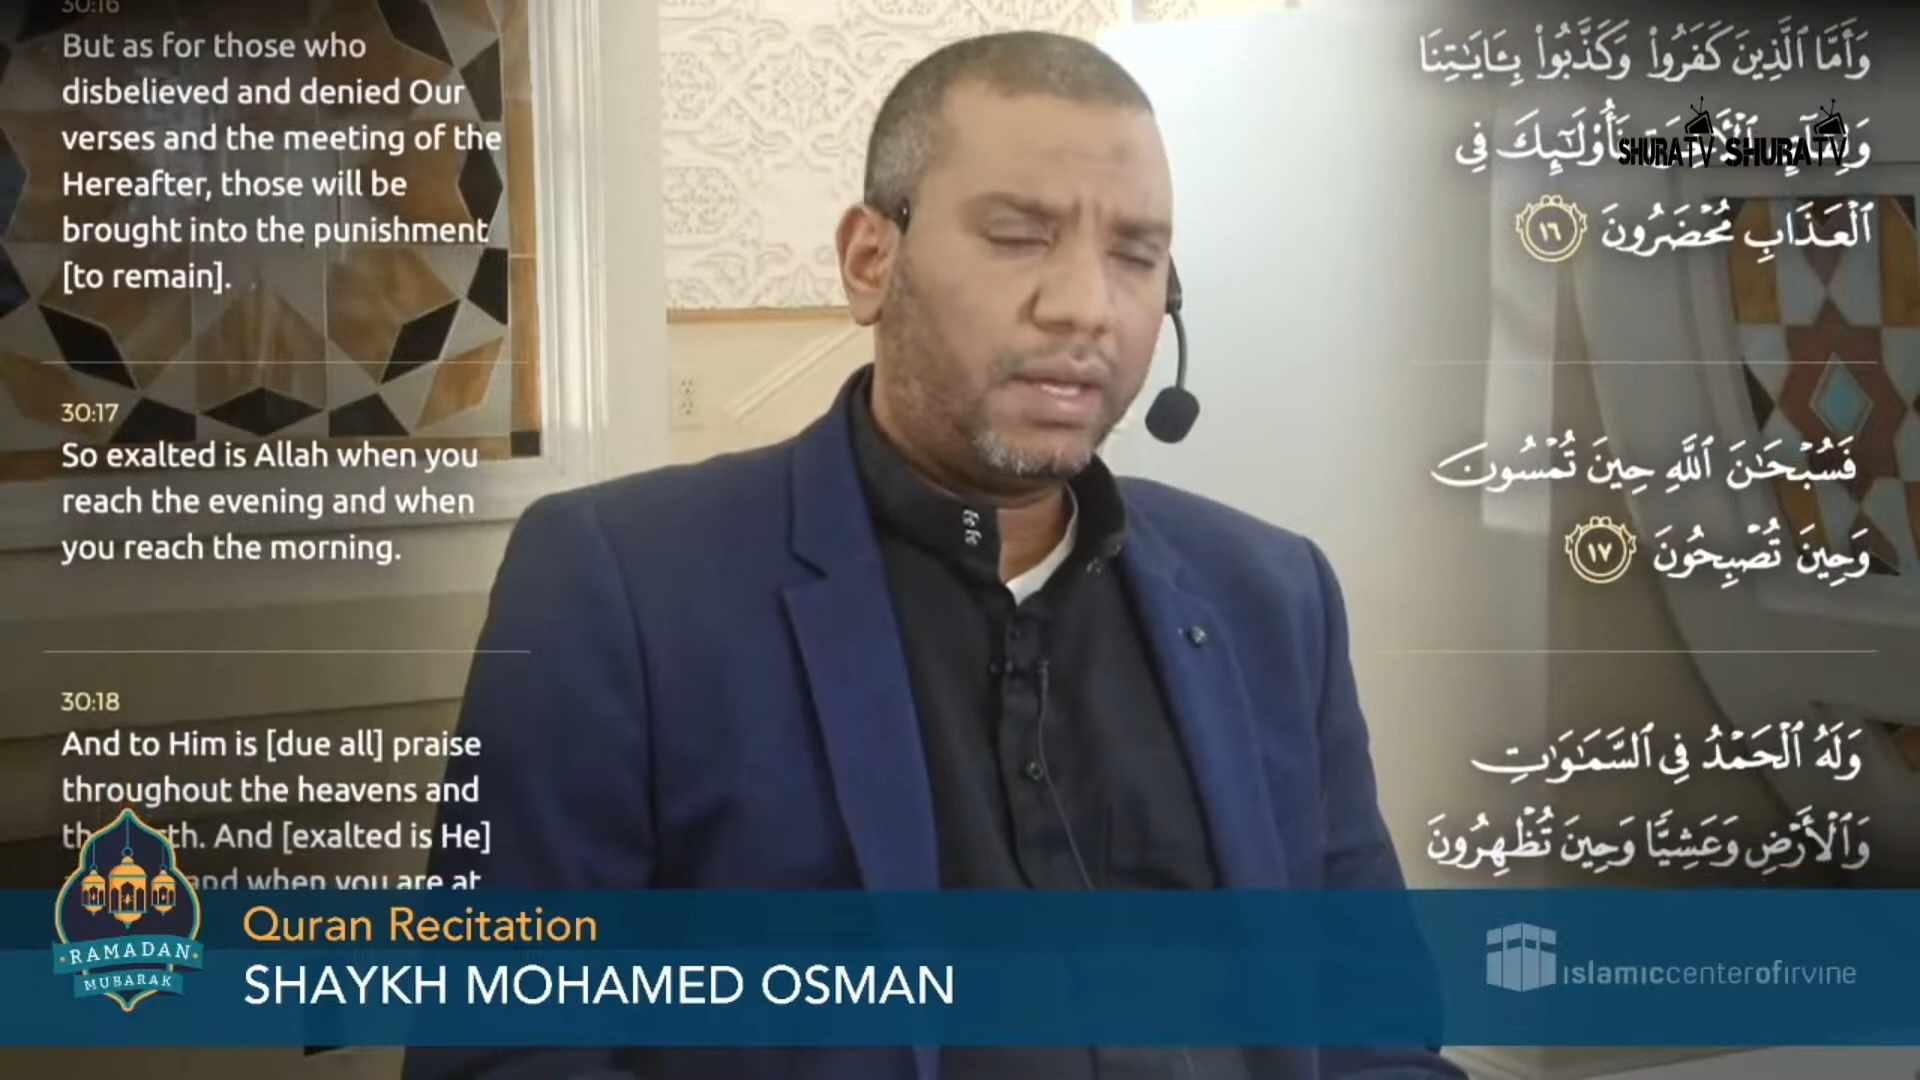 30:16
But as for those who
disbelieved and denied Our
verses and the meeting of the
Hereafter, those will be
brought into the punishment
[to remain].
وَأَمَّا ٱلَّذِينَ كَفَرُوا۟ وَكَذَّبُوا۟ بِـَٔايَـٰتِنَا
فَأُو۟لَـٰٓئِكَ فِى
SHURATV SHURATV
ٱلْعَذَابِ مُحْضَرُونَ ١٦
30:17
So exalted is Allah when you
reach the evening and when
you reach the morning.
فَسُبْحَـٰنَ ٱللَّهِ حِينَ تُمْسُونَ
وَحِينَ تُصْبِحُونَ ١٧
30:18
And to Him is [due all] praise
throughout the heavens and
And [exalted is He]
and when you are at
وَلَهُ ٱلْحَمْدُ فِى ٱلسَّمَـٰوَٰتِ
وَٱلْأَرْضِ وَعَشِيًّا وَحِينَ تُظْهِرُونَ
RAMADAN
MUBARAK
Quran Recitation
SHAYKH MOHAMED OSMAN
islamiccenterofirvine